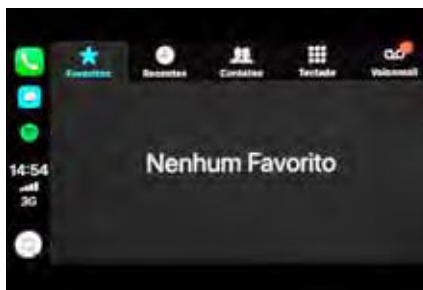 Favoritos
Recentes
Contatos
Teclado
Voicemail
Nenhum Favorito
14:54
3G